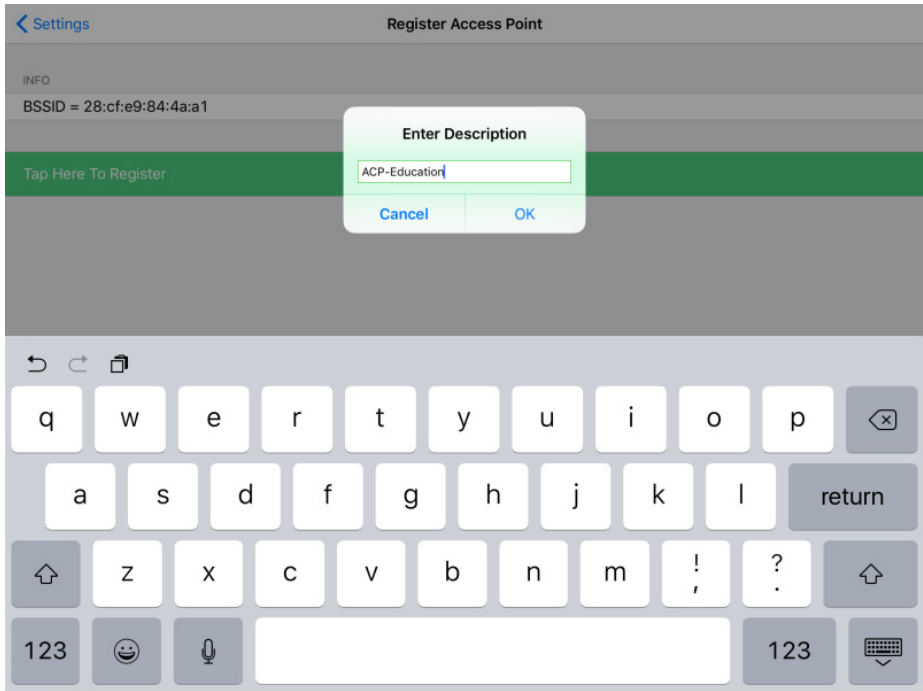 Settings
Register Access Point
INFO
BSSID = 28:cf:e9:84:4a:a1
Enter Description
ACP-Education
Tap Here To Register
Cancel OK
q w e r t y u i o p
a s d f g h j k l return
z x c v b n m ! , ? .
123 123